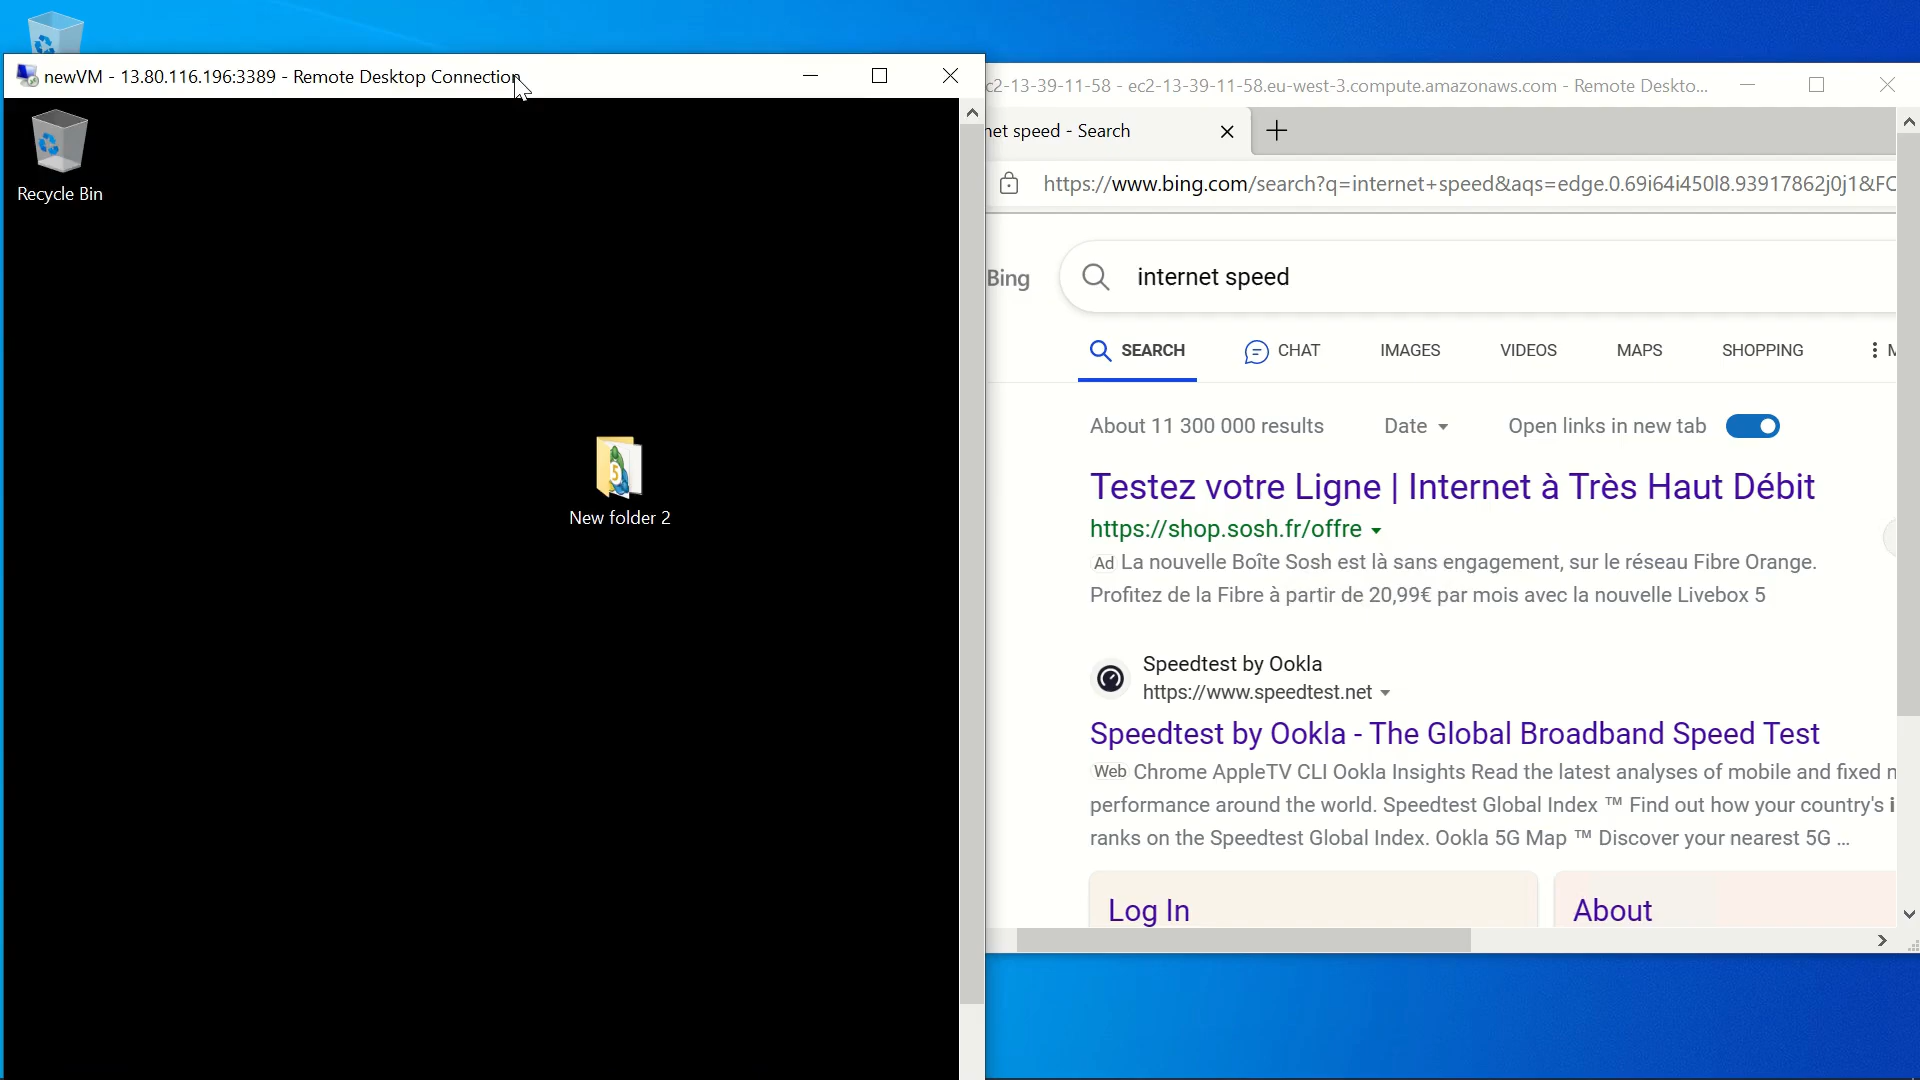 newVM - 13.80.116.196:3389 - Remote Desktop Connection
Recycle Bin
New folder 2
c2-13-39-11-58 - ec2-13-39-11-58.eu-west-3.compute.amazonaws.com - Remote Deskto...
net speed - Search
https://www.bing.com/search?q=internet+speed&aqs=edge.0.69i64i450l8.93917862j0j1&FC
Bing
internet speed
SEARCH CHAT IMAGES VIDEOS MAPS SHOPPING M
About 11 300 000 results Date Open links in new tab
Testez votre Ligne | Internet à Très Haut Débit
https://shop.sosh.fr/offre
Ad La nouvelle Boîte Sosh est là sans engagement, sur le réseau Fibre Orange.
Profitez de la Fibre à partir de 20,99€ par mois avec la nouvelle Livebox 5
Speedtest by Ookla
https://www.speedtest.net
Speedtest by Ookla - The Global Broadband Speed Test
Web Chrome AppleTV CLI Ookla Insights Read the latest analyses of mobile and fixed n
performance around the world. Speedtest Global Index ™ Find out how your country's i
ranks on the Speedtest Global Index. Ookla 5G Map ™ Discover your nearest 5G ...
Log In
About